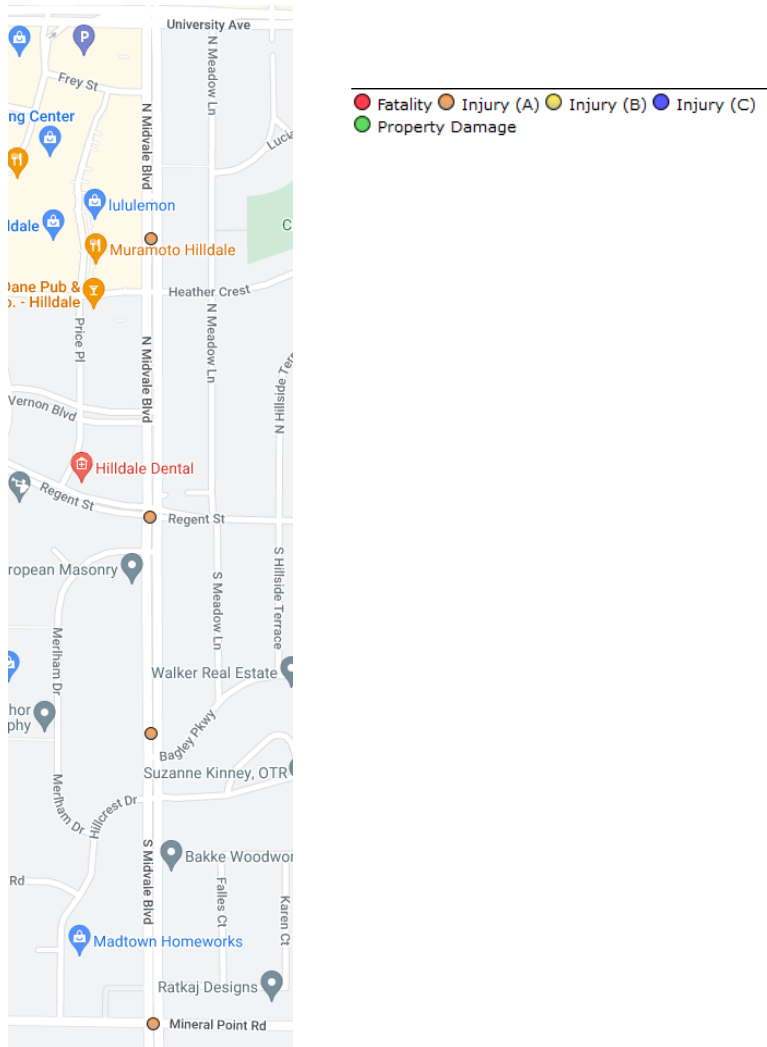 University Ave
P
N Meadow Ln
Frey St
ng Center
N Midvale Blvd
Lucia
lululemon
ldale
C
Muramoto Hilldale
Dane Pub &
o. - Hilldale
Heather Crest
N Meadow Ln
Price Pl
N Midvale Blvd
N Hillside Terr
Vernon Blvd
Hilldale Dental
Regent St
Regent St
ropean Masonry
S Hillside Terrace
S Meadow Ln
Merlham Dr
Walker Real Estate
hor
phy
Bagley Pkwy
Suzanne Kinney, OTR
Merlham Dr
Hillcrest Dr
S Midvale Blvd
Bakke Woodwor
Rd
Falles Ct
Karen Ct
Madtown Homeworks
Ratkaj Designs
Mineral Point Rd
Fatality Injury (A) Injury (B) Injury (C)
Property Damage